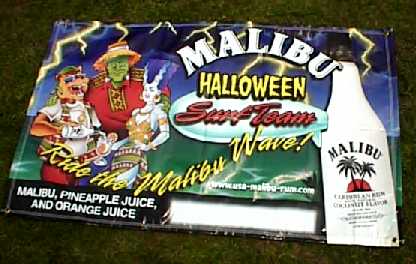 MALIBU
HALLOWEEN
Surf Team
Ride the Malibu Wave!
www.usa-malibu-rum.com
MALIBU, PINEAPPLE JUICE,
AND ORANGE JUICE
MALIBU
CARIBBEAN RUM
COCONUT FLAVOR